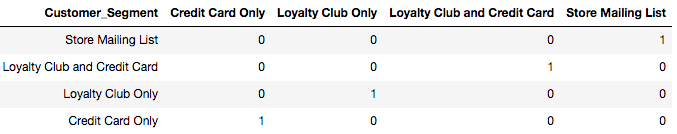 Customer_Segment Credit Card Only Loyalty Club Only Loyalty Club and Credit Card Store Mailing List
Store Mailing List 0 0 0 1
Loyalty Club and Credit Card 0 0 1 0
Loyalty Club Only 0 1 0 0
Credit Card Only 1 0 0 0